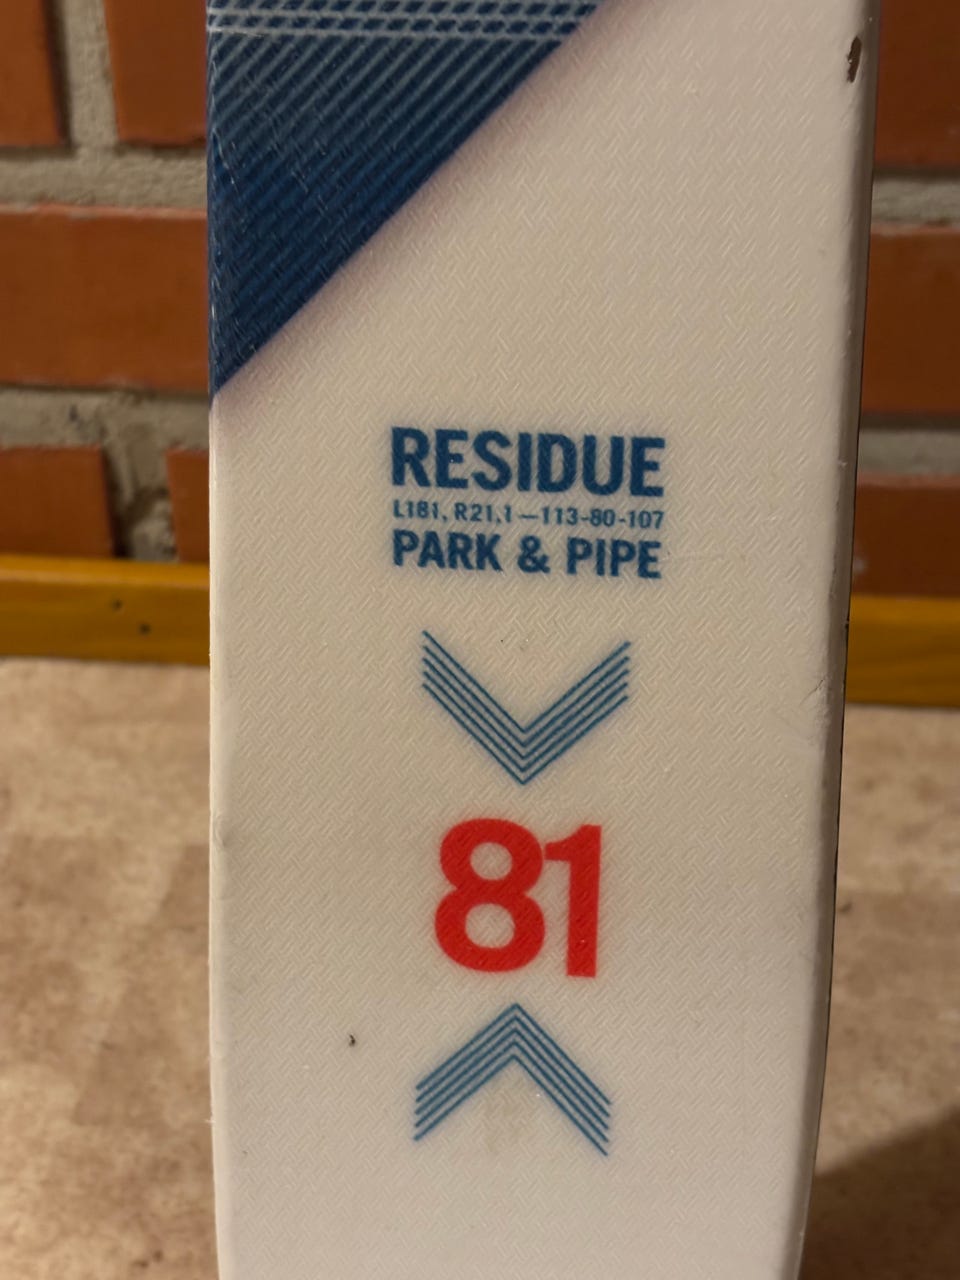 RESIDUE
L181, R21,1—113-80-107
PARK & PIPE
81